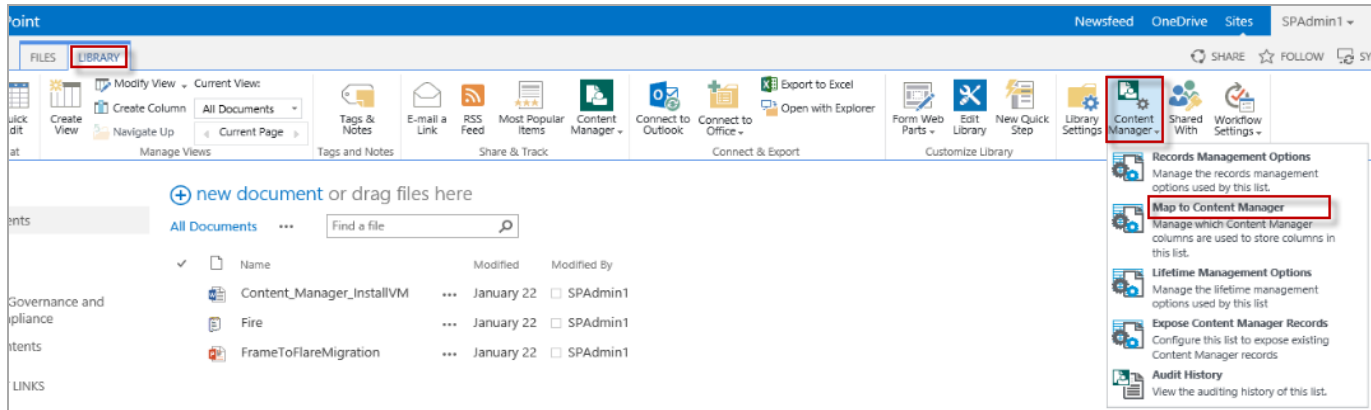 Point
Newsfeed OneDrive Sites SPAdmin1
FILES LIBRARY
SHARE FOLLOW
Modify View Current View:
Create Column All Documents
Navigate Up Current Page
Create
View
Tags &
Notes
E-mail a
Link
RSS
Feed
Most Popular
Items
Content
Manager
Connect to
Outlook
Connect to
Office
Export to Excel
Open with Explorer
Form Web
Parts
Edit
Library
New Quick
Step
Library
Settings
Content
Manager
Shared
With
Workflow
Settings
Manage Views Tags and Notes Share & Track Connect & Export Customize Library
Records Management Options
Manage the records management
options used by this list.
Map to Content Manager
Manage which Content Manager
columns are used to store columns in
this list.
Lifetime Management Options
Manage the lifetime management
options used by this list
Expose Content Manager Records
Configure this list to expose existing
Content Manager records
Audit History
View the auditing history of this list.
new document or drag files here
All Documents ••• Find a file
Name Modified Modified By
Content_Manager_InstallVM ••• January 22 SPAdmin1
Fire ••• January 22 SPAdmin1
FrameToFlareMigration ••• January 22 SPAdmin1
Governance and
LINKS